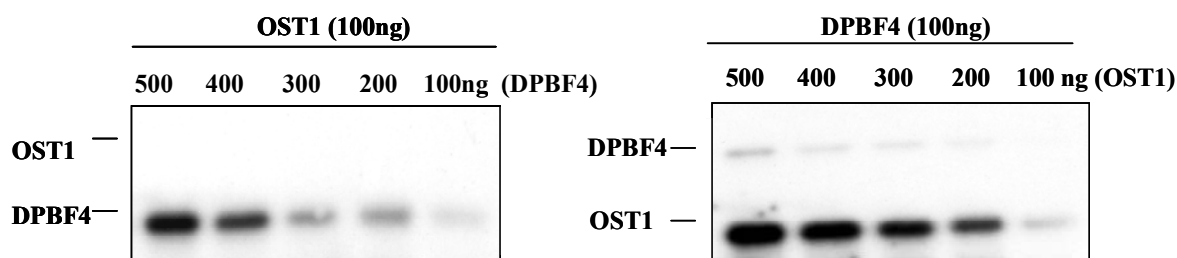 OST1 (100ng)
500 400 300 200 100ng (DPBF4)
OST1
DPBF4
DPBF4 (100ng)
500 400 300 200 100 ng (OST1)
DPBF4
OST1